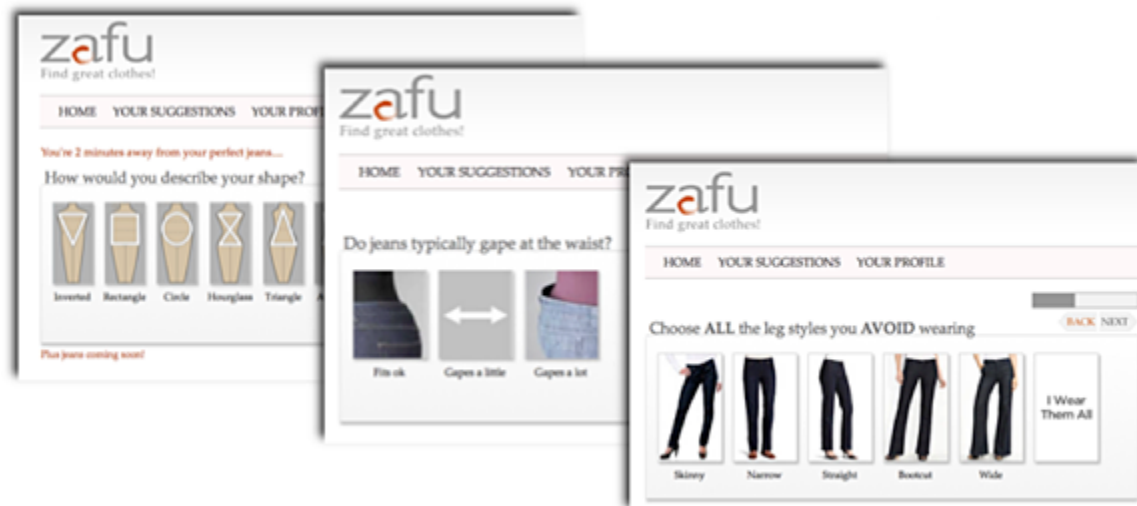 zafu
Find great clothes!
HOME YOUR SUGGESTIONS YOUR PROFI
You're 2 minutes away from your perfect jeans....
How would you describe your shape?
Inverted Rectangle Circle Hourglass Triangle
Plus jeans coming soon!
zafu
Find great clothes!
HOME YOUR SUGGESTIONS YOUR PR
Do jeans typically gape at the waist?
Fits ok Gapes a little Gapes a lot
zafu
Find great clothes!
HOME YOUR SUGGESTIONS YOUR PROFILE
BACK NEXT
Choose ALL the leg styles you AVOID wearing
I Wear
Them All
Skinny Narrow Straight Bootcut Wide